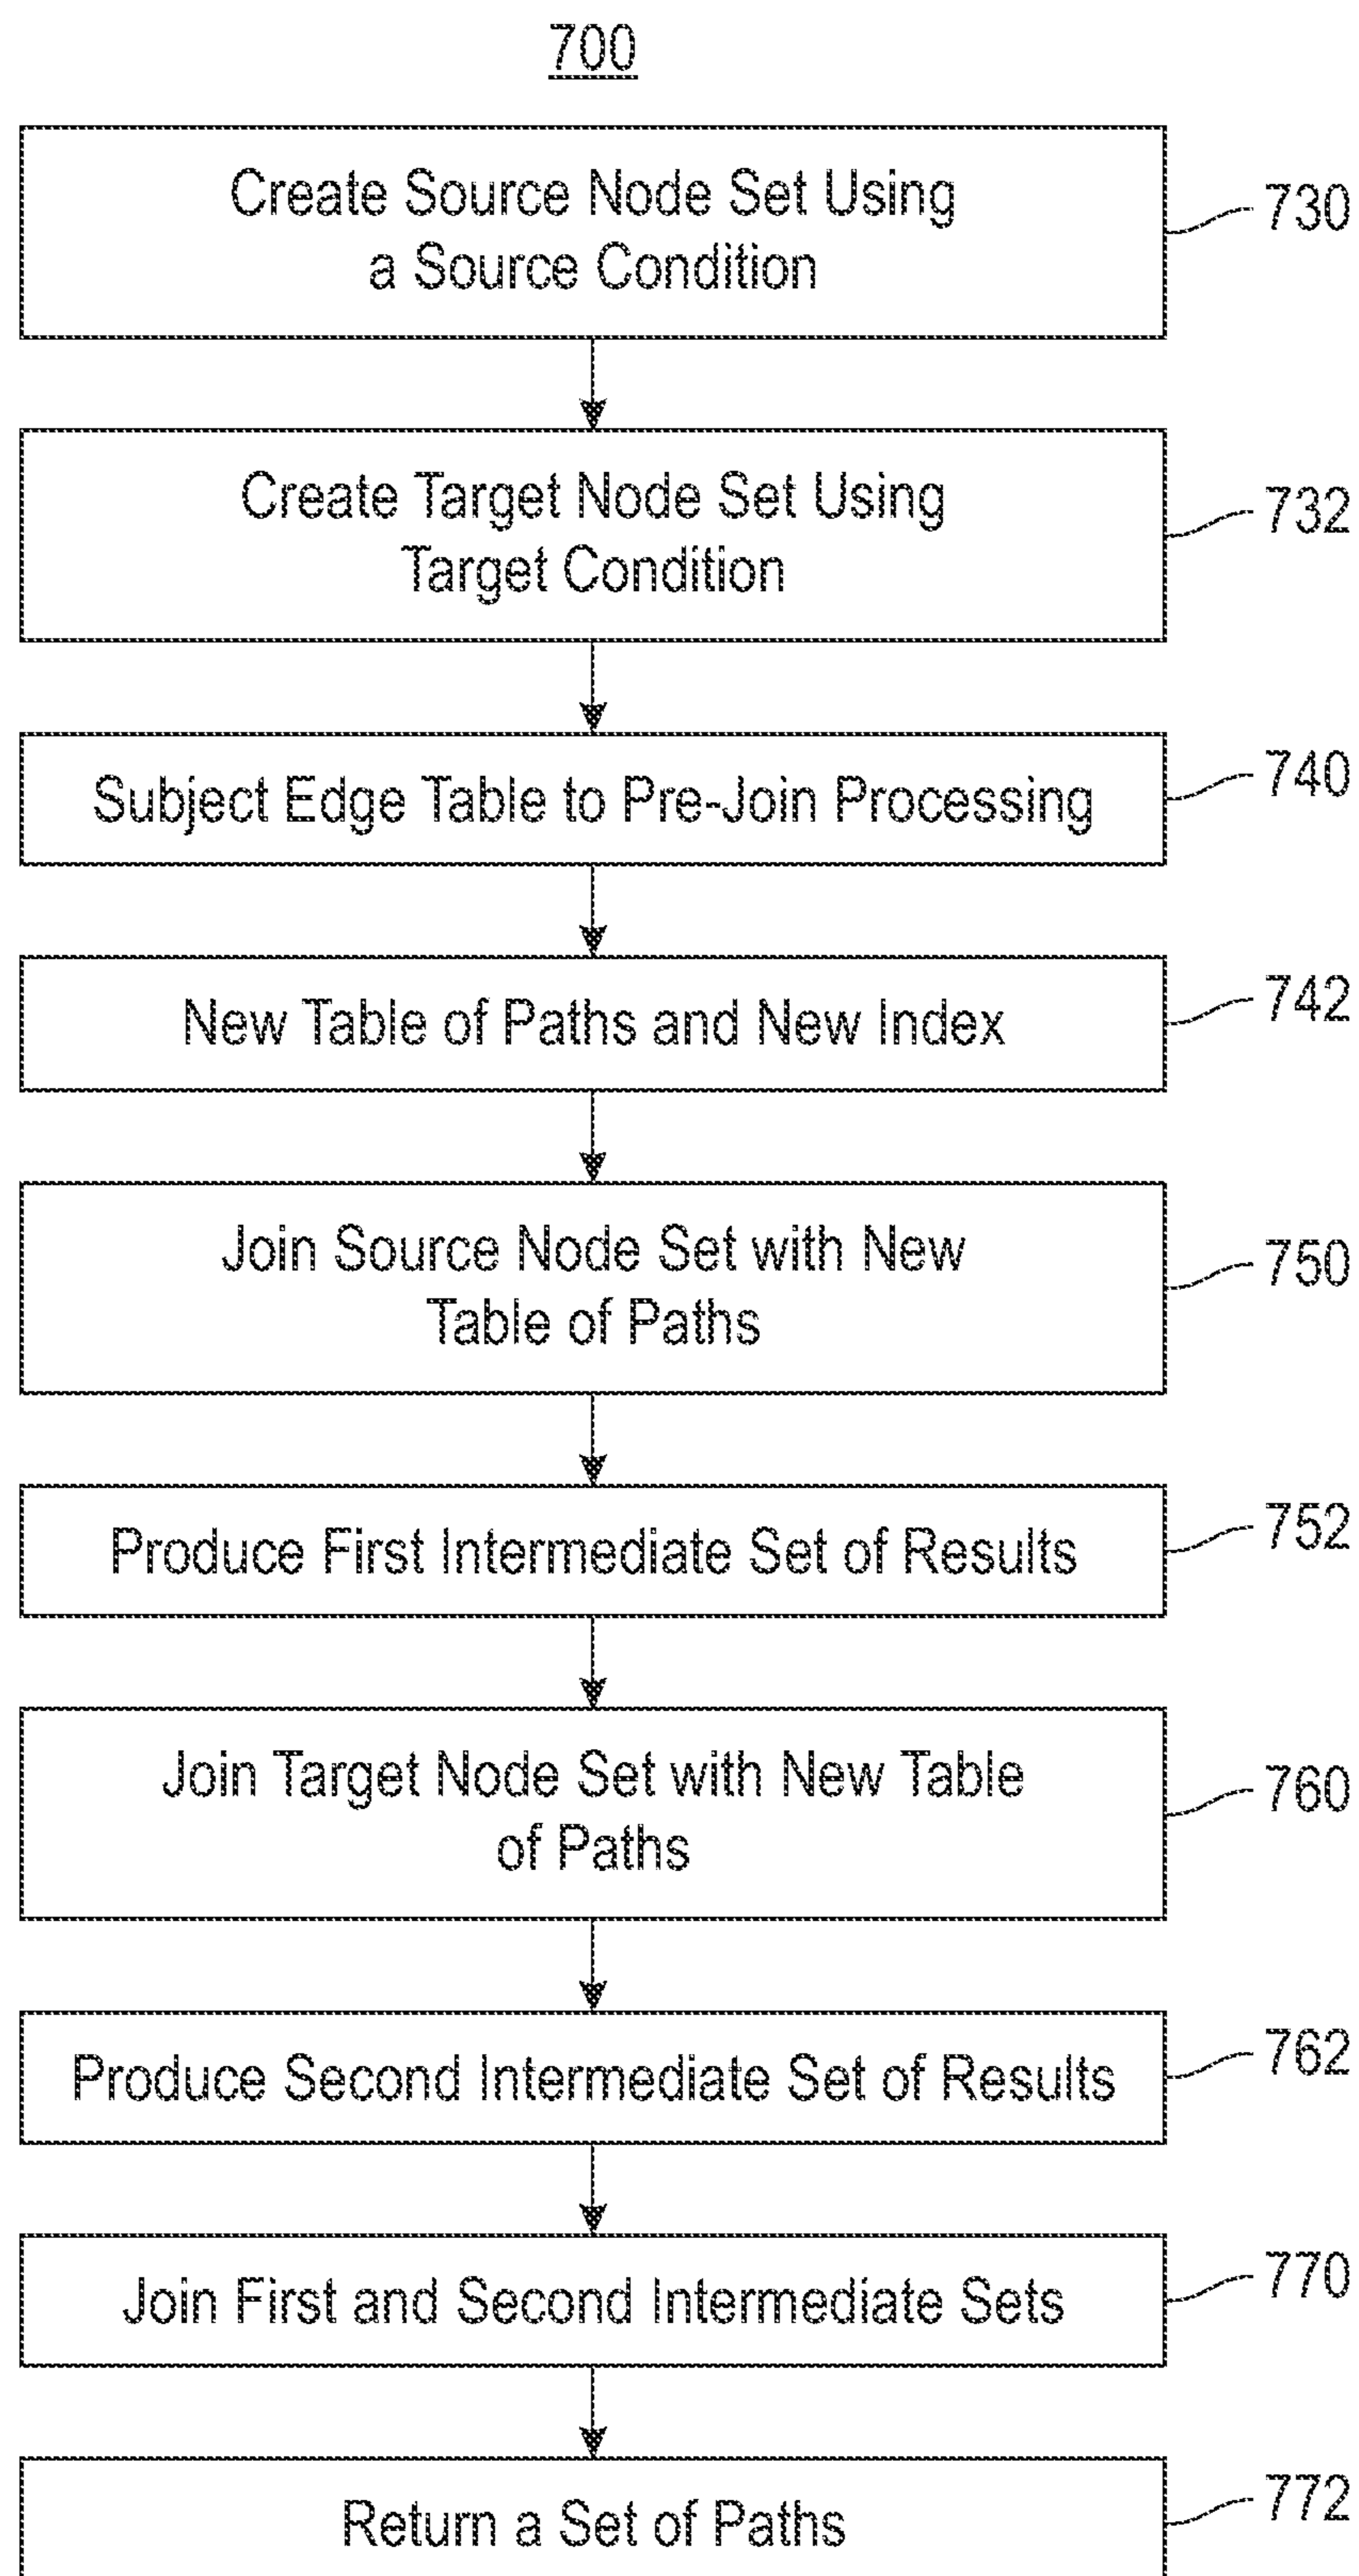 700
Create Source Node Set Using
a Source Condition
730
Create Target Node Set Using
Target Condition
732
Subject Edge Table to Pre-Join Processing
740
New Table of Paths and New Index
742
Join Source Node Set with New
Table of Paths
750
Produce First Intermediate Set of Results
752
Join Target Node Set with New Table
of Paths
760
Produce Second Intermediate Set of Results
762
Join First and Second Intermediate Sets
770
Return a Set of Paths
772